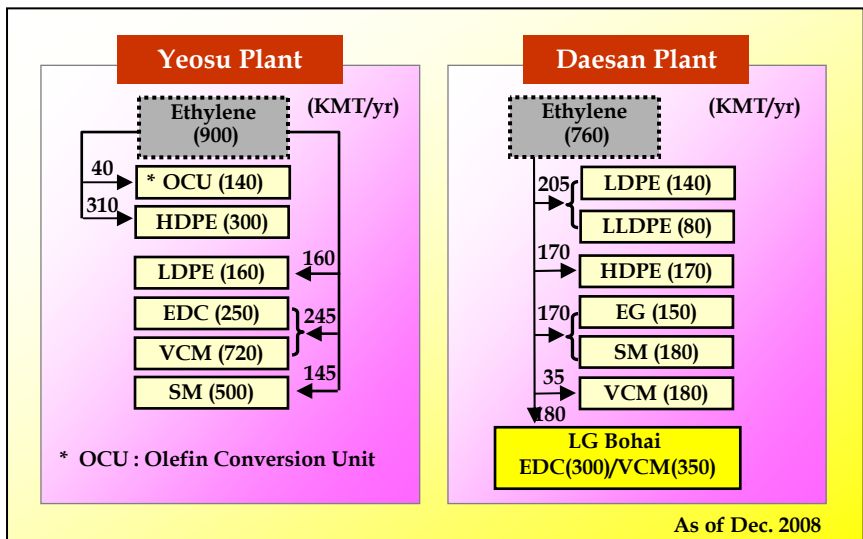 Yeosu Plant
(KMT/yr)
Ethylene
(900)
40
* OCU (140)
310
HDPE (300)
160
LDPE (160)
EDC (250)
245
VCM (720)
145
SM (500)
* OCU : Olefin Conversion Unit
Daesan Plant
(KMT/yr)
Ethylene
(760)
205
LDPE (140)
LLDPE (80)
170
HDPE (170)
170
EG (150)
SM (180)
35
VCM (180)
180
LG Bohai
EDC(300)/VCM(350)
As of Dec. 2008